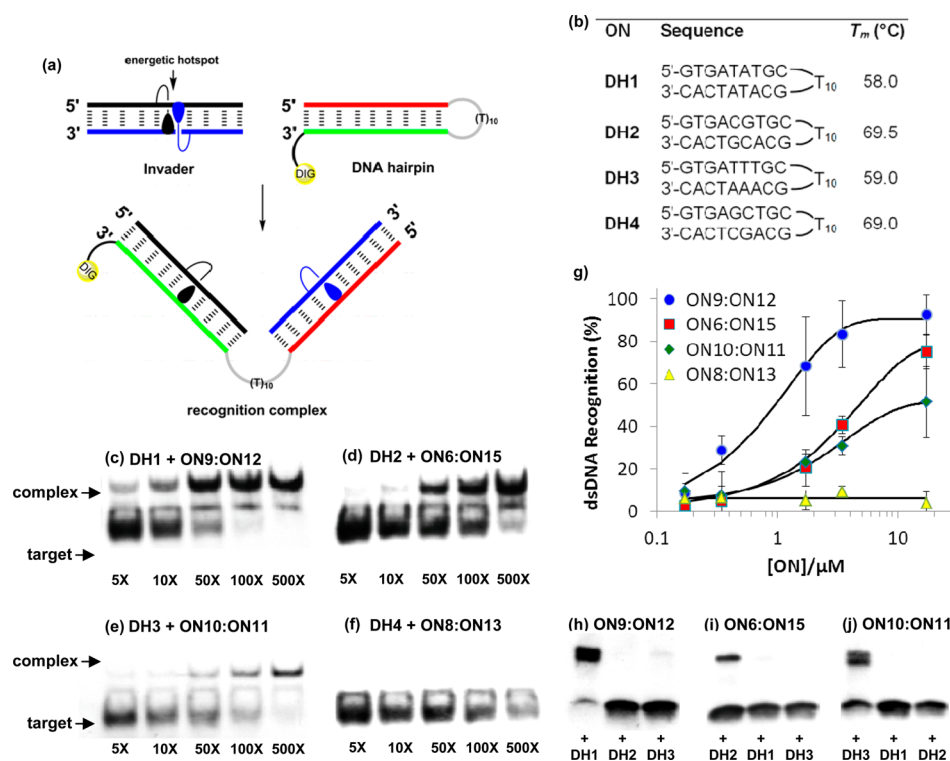 (a)
energetic hotspot
5'
3'
Invader
5'
3'
(T)10
DIG
DNA hairpin
5'
3'
DIG
3'
5'
(T)10
recognition complex
(b)
ON Sequence Tm (°C)
DH1 5'-GTGATATGC
3'-CACTATACG T10 58.0
DH2 5'-GTGACGTGC
3'-CACTGCACG T10 69.5
DH3 5'-GTGATTTGC
3'-CACTAAACG T10 59.0
DH4 5'-GTGAGCTGC
3'-CACTCGACG T10 69.0
(c) DH1 + ON9:ON12
complex
target
5X 10X 50X 100X 500X
(d) DH2 + ON6:ON15
5X 10X 50X 100X 500X
(e) DH3 + ON10:ON11
complex
target
5X 10X 50X 100X 500X
(f) DH4 + ON8:ON13
5X 10X 50X 100X 500X
g)
dsDNA Recognition (%)
100
80
60
40
20
0
ON9:ON12
ON6:ON15
ON10:ON11
ON8:ON13
0.1 1 10
[ON]/µM
(h) ON9:ON12
+ + +
DH1 DH2 DH3
(i) ON6:ON15
+ + +
DH2 DH1 DH3
(j) ON10:ON11
+ + +
DH3 DH1 DH2